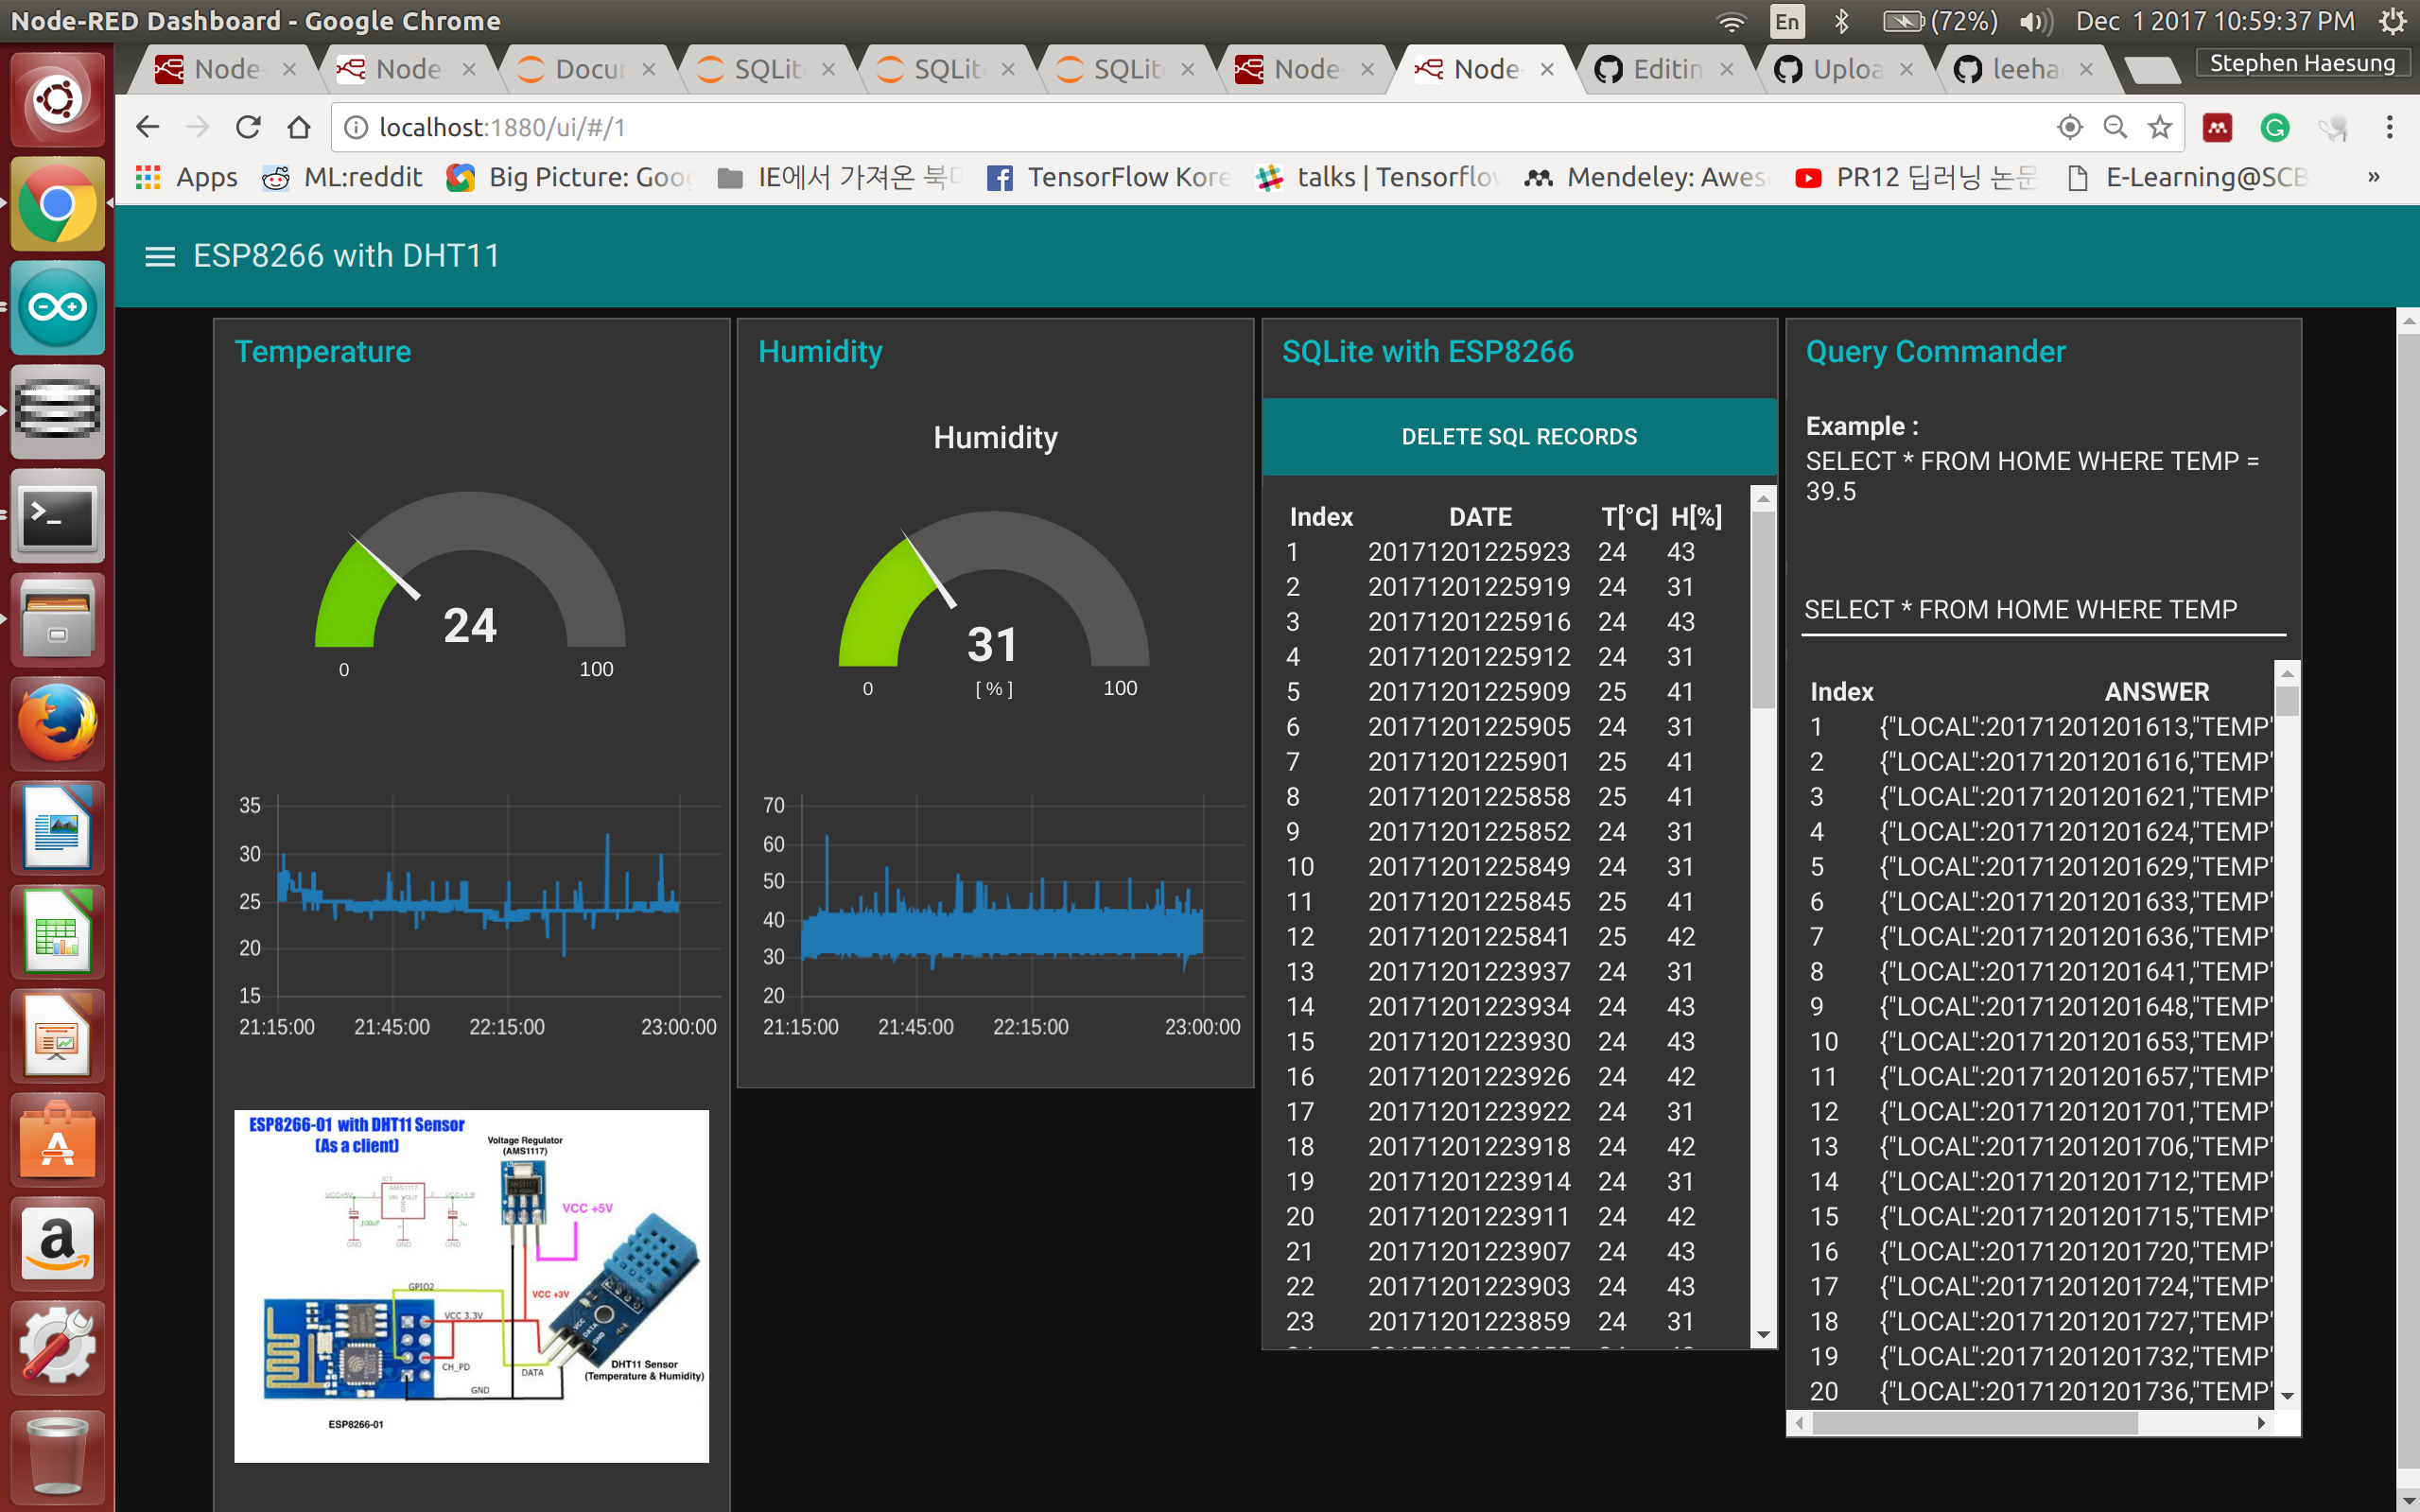 Node-RED Dashboard - Google Chrome
En
(72%)
Dec 1 2017 10:59:37 PM
Node-
Node-
Docu
SQLit
SQLit
SQLit
Node
Node-
Editin
Uploa
leeha
Stephen Haesung
localhost:1880/ui/#/1
Apps
ML:reddit
Big Picture: Goo
IE에서 가져온 북
TensorFlow Kore
talks | Tensorflo
Mendeley: Awes
PR12 딥러닝 논문
E-Learning@SCB
»
ESP8266 with DHT11
Temperature
24
0
100
35
30
25
20
15
21:15:00 21:45:00 22:15:00 23:00:00
ESP8266-01 with DHT11 Sensor
(As a client)
Voltage Regulator
(AMS1117)
VCC +5V
GPIO2
VCC +3V
VCC 3.3V
CH_PD
DATA
GND
DHT11 Sensor
(Temperature & Humidity)
ESP8266-01
Humidity
Humidity
31
0 [ % ] 100
70
60
50
40
30
20
21:15:00 21:45:00 22:15:00 23:00:00
SQLite with ESP8266
DELETE SQL RECORDS
Index DATE T[°C] H[%]
1 20171201225923 24 43
2 20171201225919 24 31
3 20171201225916 24 43
4 20171201225912 24 31
5 20171201225909 25 41
6 20171201225905 24 31
7 20171201225901 25 41
8 20171201225858 25 41
9 20171201225852 24 31
10 20171201225849 24 31
11 20171201225845 25 41
12 20171201225841 25 42
13 20171201223937 24 31
14 20171201223934 24 43
15 20171201223930 24 43
16 20171201223926 24 42
17 20171201223922 24 31
18 20171201223918 24 42
19 20171201223914 24 31
20 20171201223911 24 42
21 20171201223907 24 43
22 20171201223903 24 43
23 20171201223859 24 31
Query Commander
Example :
SELECT * FROM HOME WHERE TEMP =
39.5
SELECT * FROM HOME WHERE TEMP
Index ANSWER
1 {"LOCAL":20171201201613,"TEMP"
2 {"LOCAL":20171201201616,"TEMP"
3 {"LOCAL":20171201201621,"TEMP"
4 {"LOCAL":20171201201624,"TEMP"
5 {"LOCAL":20171201201629,"TEMP"
6 {"LOCAL":20171201201633,"TEMP"
7 {"LOCAL":20171201201636,"TEMP"
8 {"LOCAL":20171201201641,"TEMP"
9 {"LOCAL":20171201201648,"TEMP"
10 {"LOCAL":20171201201653,"TEMP"
11 {"LOCAL":20171201201657,"TEMP"
12 {"LOCAL":20171201201701,"TEMP"
13 {"LOCAL":20171201201706,"TEMP"
14 {"LOCAL":20171201201712,"TEMP"
15 {"LOCAL":20171201201715,"TEMP"
16 {"LOCAL":20171201201720,"TEMP"
17 {"LOCAL":20171201201724,"TEMP"
18 {"LOCAL":20171201201727,"TEMP"
19 {"LOCAL":20171201201732,"TEMP"
20 {"LOCAL":20171201201736,"TEMP"